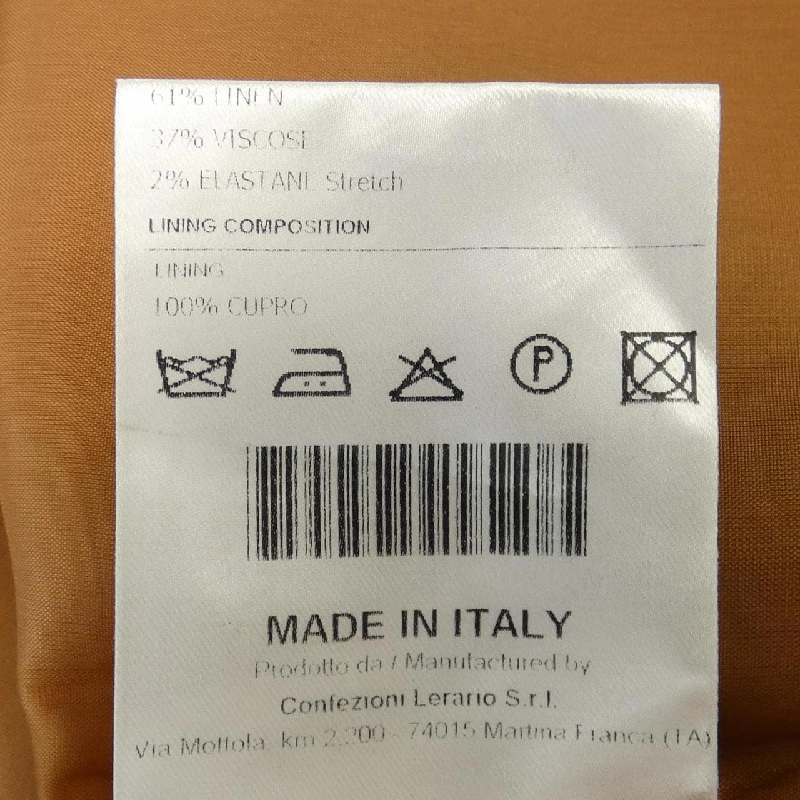 61% LINEN
37% VISCOSE
2% ELASTANE Stretch
LINING COMPOSITION
LINING
100% CUPRO
P
MADE IN ITALY
Prodotto da / Manufactured by
Confezioni Lerario S.r.l.
Via Mottola, km 2,200 - 74015 Martina Franca (TA)